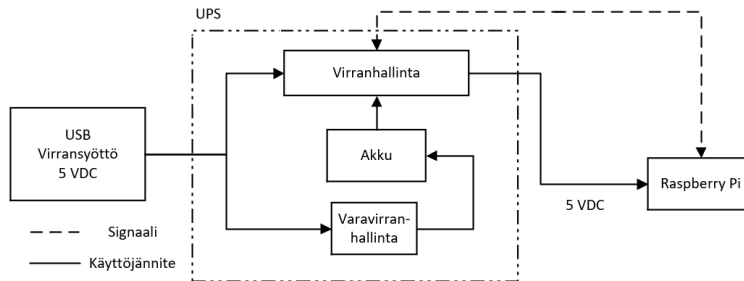 UPS
Virranhallinta
USB
Virransyöttö
5 VDC
Akku
Raspberry Pi
5 VDC
Varavirran-
hallinta
Signaali
Käyttöjännite